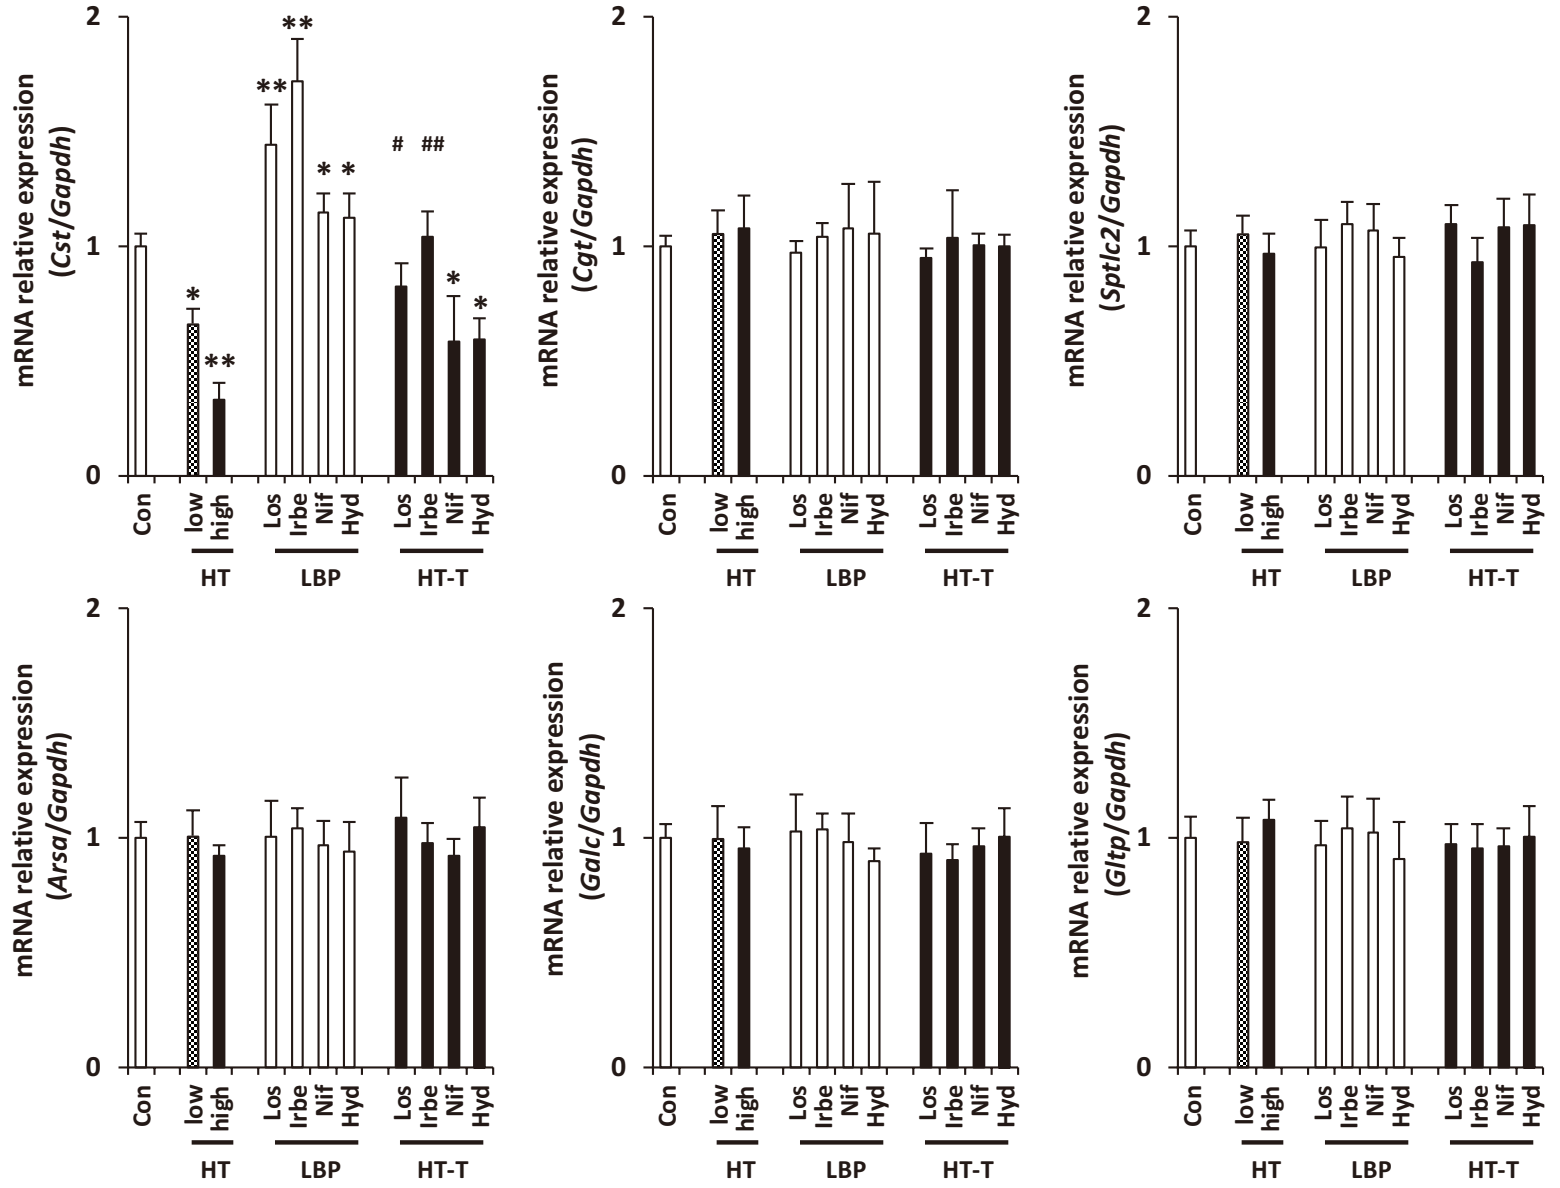 mRNA relative expression
(Cst/Gapdh)
2
1
0
*
**
**
**
*
*
#
##
*
*
Con
low
high
Los
Irbe
Nif
Hyd
Los
Irbe
Nif
Hyd
HT
LBP
HT-T
mRNA relative expression
(Cgt/Gapdh)
2
1
0
Con
low
high
Los
Irbe
Nif
Hyd
Los
Irbe
Nif
Hyd
HT
LBP
HT-T
mRNA relative expression
(Sptlc2/Gapdh)
2
1
0
Con
low
high
Los
Irbe
Nif
Hyd
Los
Irbe
Nif
Hyd
HT
LBP
HT-T
mRNA relative expression
(Arsa/Gapdh)
2
1
0
Con
low
high
Los
Irbe
Nif
Hyd
Los
Irbe
Nif
Hyd
HT
LBP
HT-T
mRNA relative expression
(Galc/Gapdh)
2
1
0
Con
low
high
Los
Irbe
Nif
Hyd
Los
Irbe
Nif
Hyd
HT
LBP
HT-T
mRNA relative expression
(Gltp/Gapdh)
2
1
0
Con
low
high
Los
Irbe
Nif
Hyd
Los
Irbe
Nif
Hyd
HT
LBP
HT-T